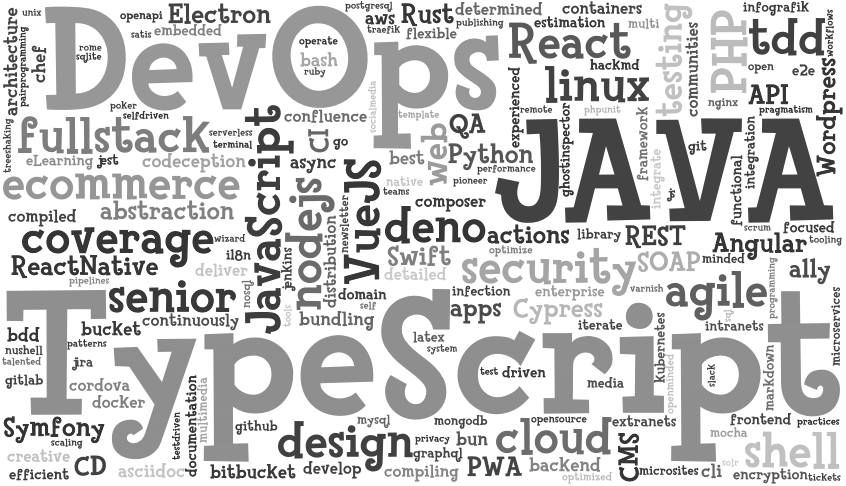 unix
openapi
Electron
postgresql
aws
Rust
determined
containers
infografik
architecture
pairprogramming
chef
rome
sqlite
satis
embedded
operate
bash
ruby
traefik
flexible
publishing
estimation
multi
React
hackmd
testing
communities
PHP
tdd
workflows
open
e2e
DevOps
poker
selfdriven
socialmedia
template
linux
experienced
remote
phpunit
nginx
API
pragmatism
Wordpress
treeshaking
fullstack
serverless
terminal
confluence
CI
go
web
QA
JAVA
ghostinspector
framework
integrate
git
js
functional
integration
eLearning
jest
codeception
JavaScript
async
best
Python
performance
ecommerce
abstraction
nodejs
VueJS
native
teams
pioneer
compiled
newsletter
composer
scrum
focused
tooling
coverage
wizard
il8n
jenkins
distribution
deno
actions
library
REST
Angular
ReactNative
deliver
Swift
detailed
optimize
security
SOAP
minded
ally
pipelines
senior
nosql
tools
domain
self
infection
enterprise
varnish
agile
programming
microservices
bdd
bucket
continuously
bundling
apps
Cypress
iterate
sql
intranets
TypeScript
nushell
talented
patterns
jira
latex
system
kubernetes
openminded
slack
markdown
gitlab
cordova
docker
test
driven
media
documentation
multimedia
testdriven
Symfony
scaling
github
mysql
mongodb
opensource
extranets
frontend
practices
creative
efficient
CD
asciidoc
bitbucket
design
develop
privacy
graphql
compiling
bun
PWA
cloud
backend
optimized
CMS
microsites
cli
mocha
solr
shell
encryption
tickets